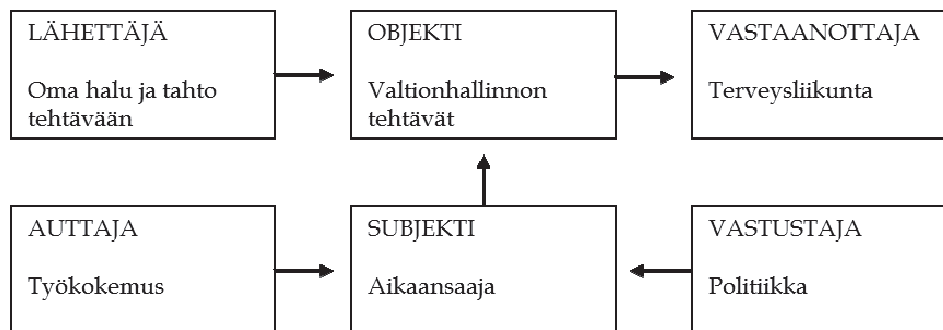 LÄHETTÄJÄ
Oma halu ja tahto
tehtävään
OBJEKTI
Valtionhallinnon
tehtävät
VASTAANOTTAJA
Terveysliikunta
AUTTAJA
Työkokemus
SUBJEKTI
Aikaansaaja
VASTUSTAJA
Politiikka